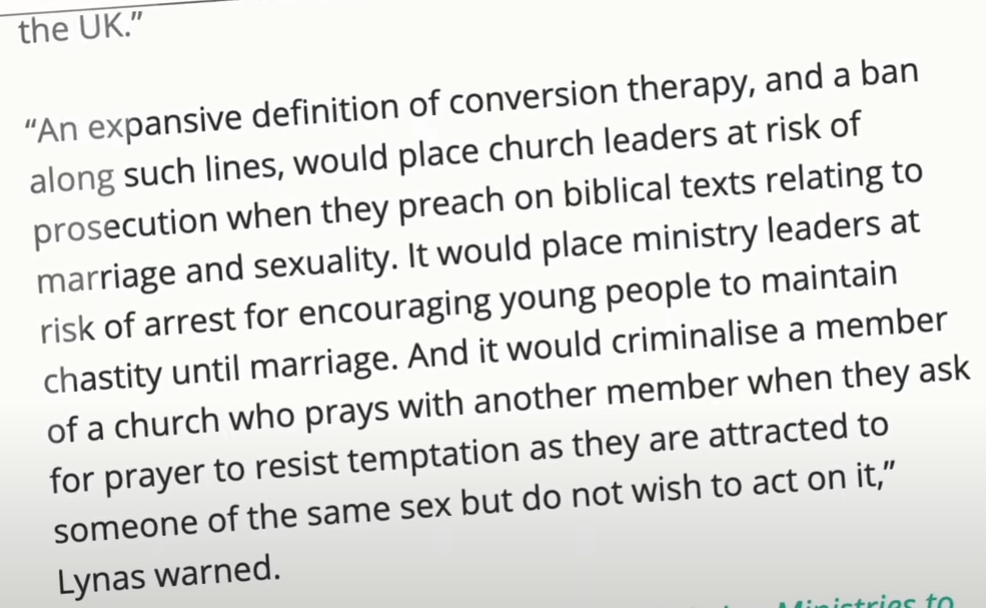 the UK.”
“An expansive definition of conversion therapy, and a ban
along such lines, would place church leaders at risk of
prosecution when they preach on biblical texts relating to
marriage and sexuality. It would place ministry leaders at
risk of arrest for encouraging young people to maintain
chastity until marriage. And it would criminalise a member
of a church who prays with another member when they ask
for prayer to resist temptation as they are attracted to
someone of the same sex but do not wish to act on it,”
Lynas warned.
Ministries to